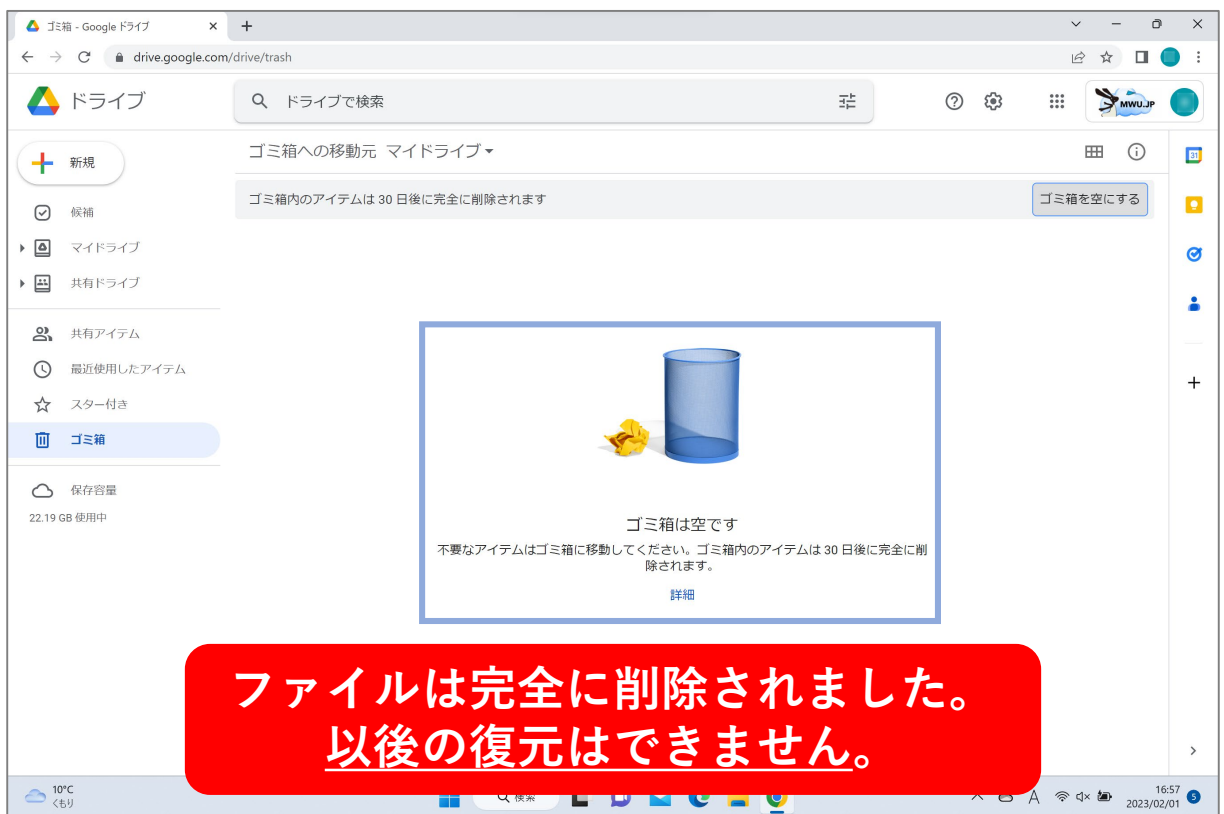 ゴミ箱 - Google ドライブ
drive.google.com/drive/trash
ドライブ
ドライブで検索
MWU.JP
新規
ゴミ箱への移動元 マイドライブ
31
ゴミ箱内のアイテムは 30 日後に完全に削除されます
ゴミ箱を空にする
候補
マイドライブ
共有ドライブ
共有アイテム
最近使用したアイテム
スター付き
ゴミ箱
保存容量
22.19 GB 使用中
ゴミ箱は空です
不要なアイテムはゴミ箱に移動してください。ゴミ箱内のアイテムは 30 日後に完全に削
除されます。
詳細
ファイルは完全に削除されました。
以後の復元はできません。
10°C
くもり
検索
A
16:57
2023/02/01
5